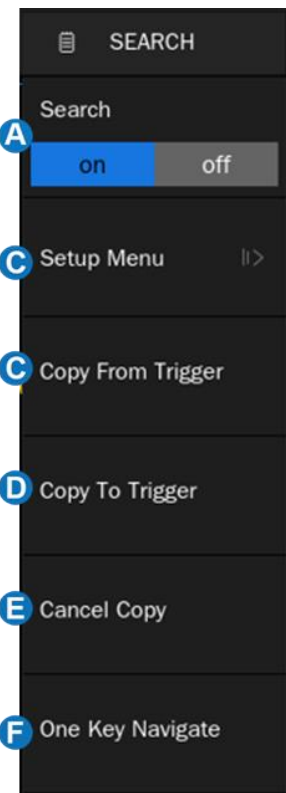 SEARCH
Search
A
on off
C Setup Menu
C Copy From Trigger
D Copy To Trigger
E Cancel Copy
F One Key Navigate